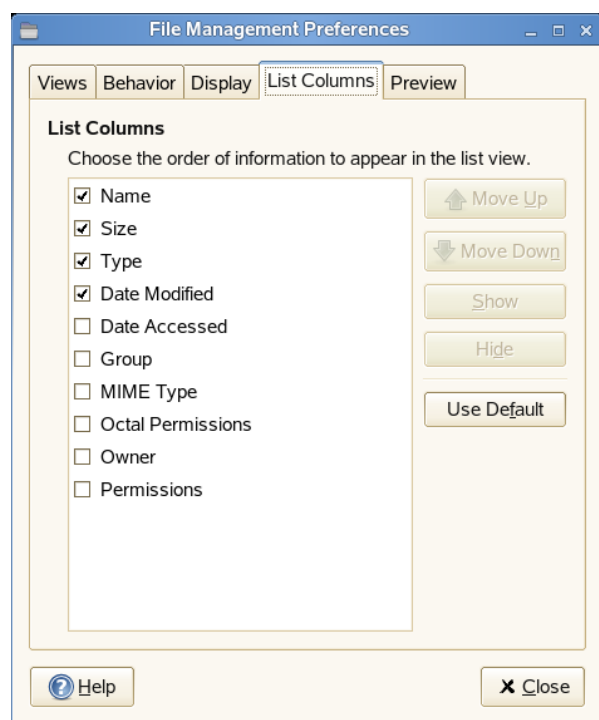 File Management Preferences
Views Behavior Display List Columns Preview
List Columns
Choose the order of information to appear in the list view.
Name
Size
Type
Date Modified
Date Accessed
Group
MIME Type
Octal Permissions
Owner
Permissions
Move Up
Move Down
Show
Hide
Use Default
Help
Close